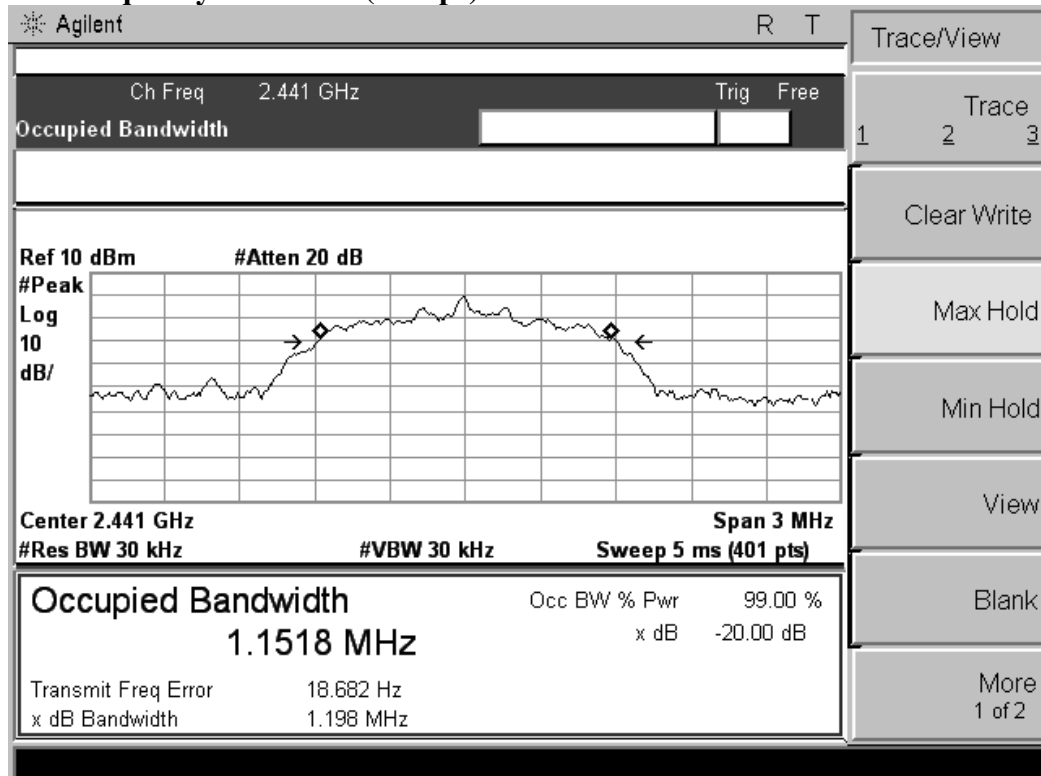 Agilent R T
Trace/View
Ch Freq 2.441 GHz Trig Free
Occupied Bandwidth
Trace
1 2 3
Clear Write
Ref 10 dBm #Atten 20 dB
#Peak
Log
10
dB/
Max Hold
Min Hold
View
Center 2.441 GHz Span 3 MHz
#Res BW 30 kHz #VBW 30 kHz Sweep 5 ms (401 pts)
Occupied Bandwidth
1.1518 MHz
Occ BW % Pwr 99.00 %
x dB -20.00 dB
Transmit Freq Error 18.682 Hz
x dB Bandwidth 1.198 MHz
Blank
More
1 of 2